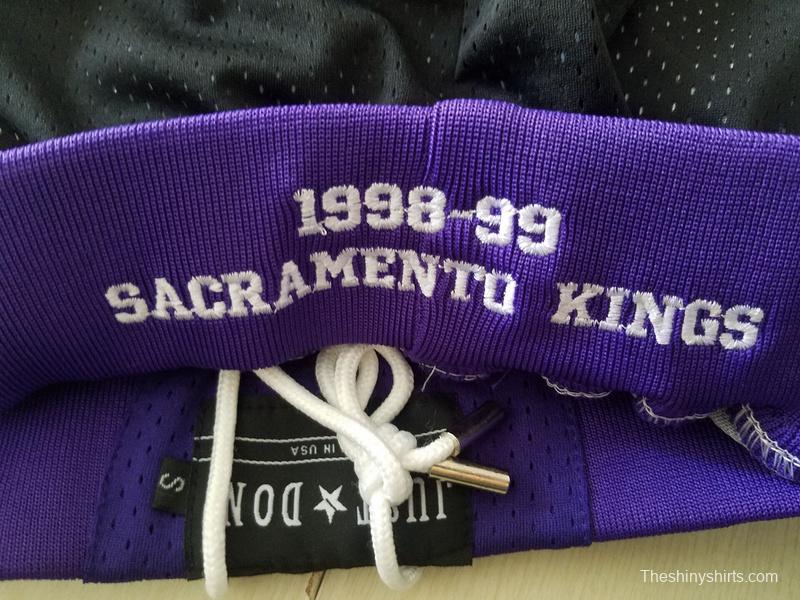 1998-99
SACRAMENTO KINGS
IN USA
S
JUST ★ DON
Theshinyshirts.com